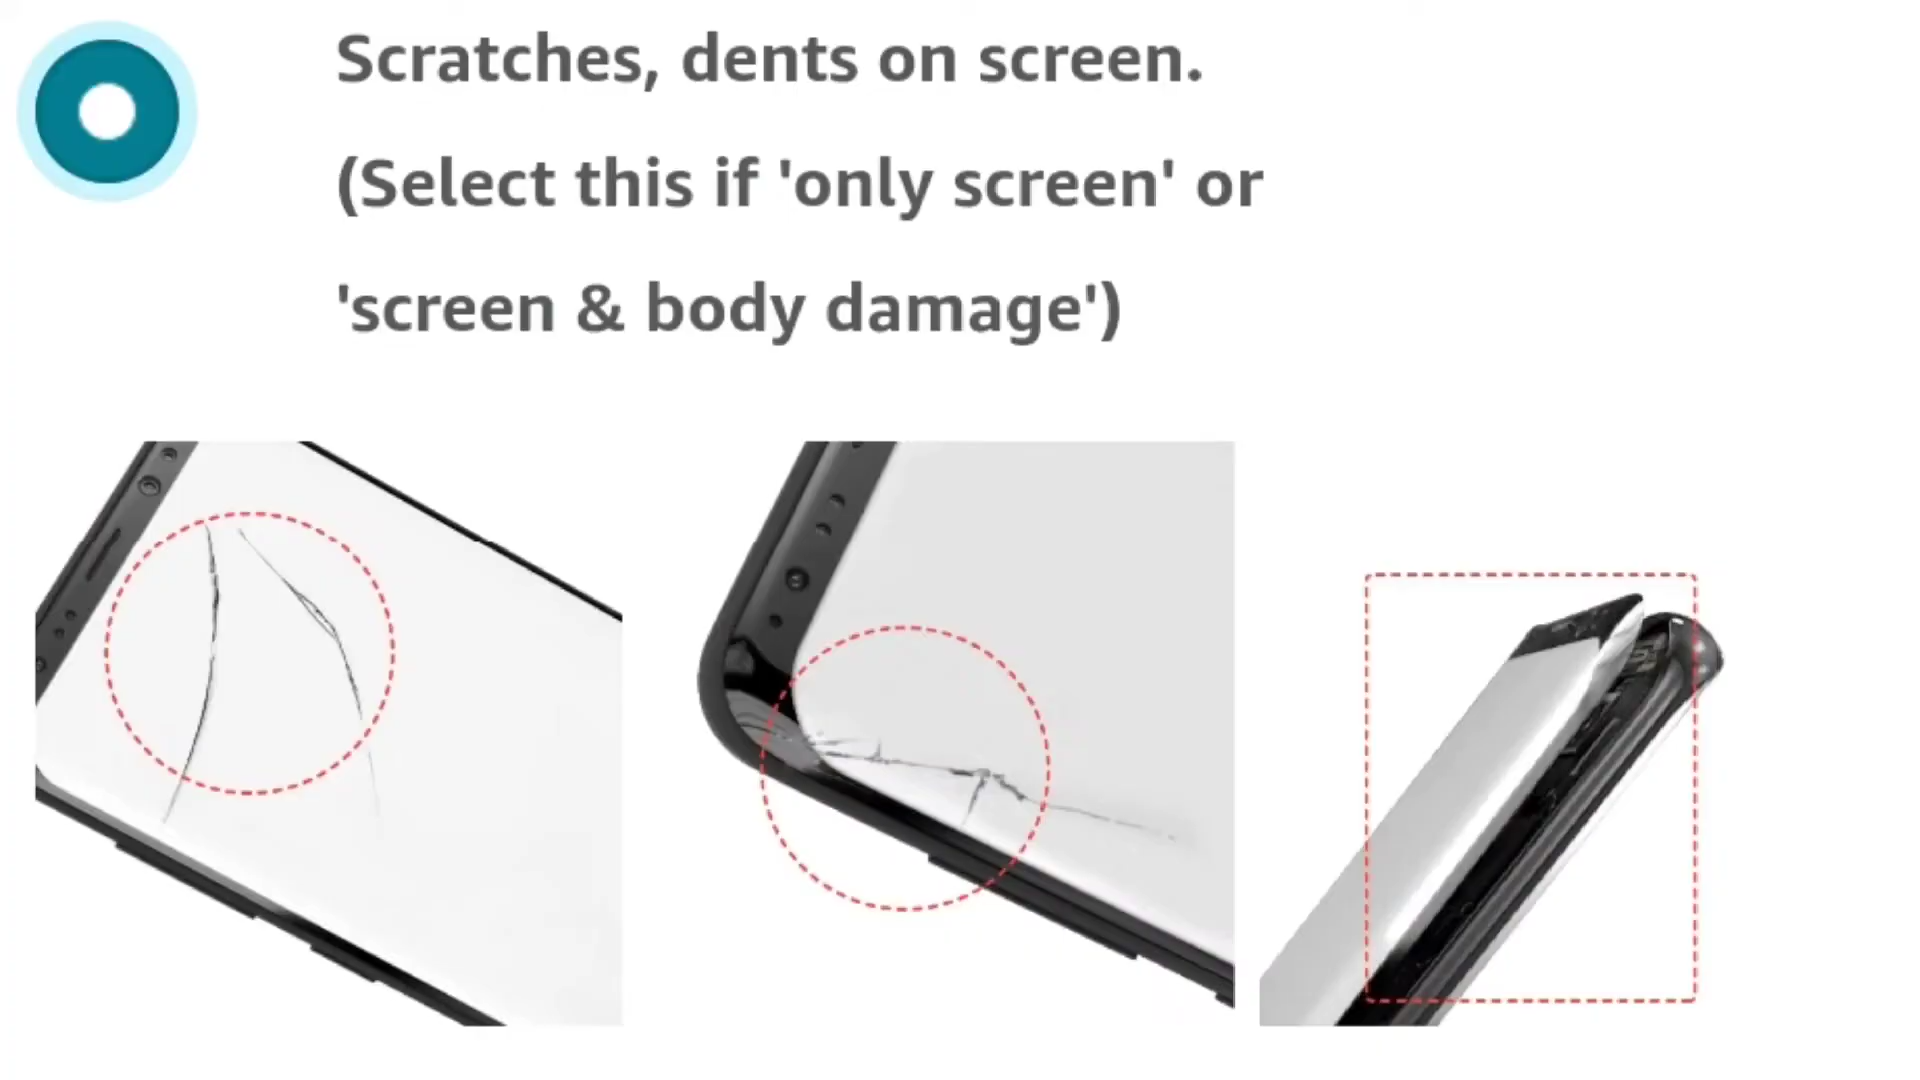 Scratches, dents on screen.
(Select this if 'only screen' or
'screen & body damage')